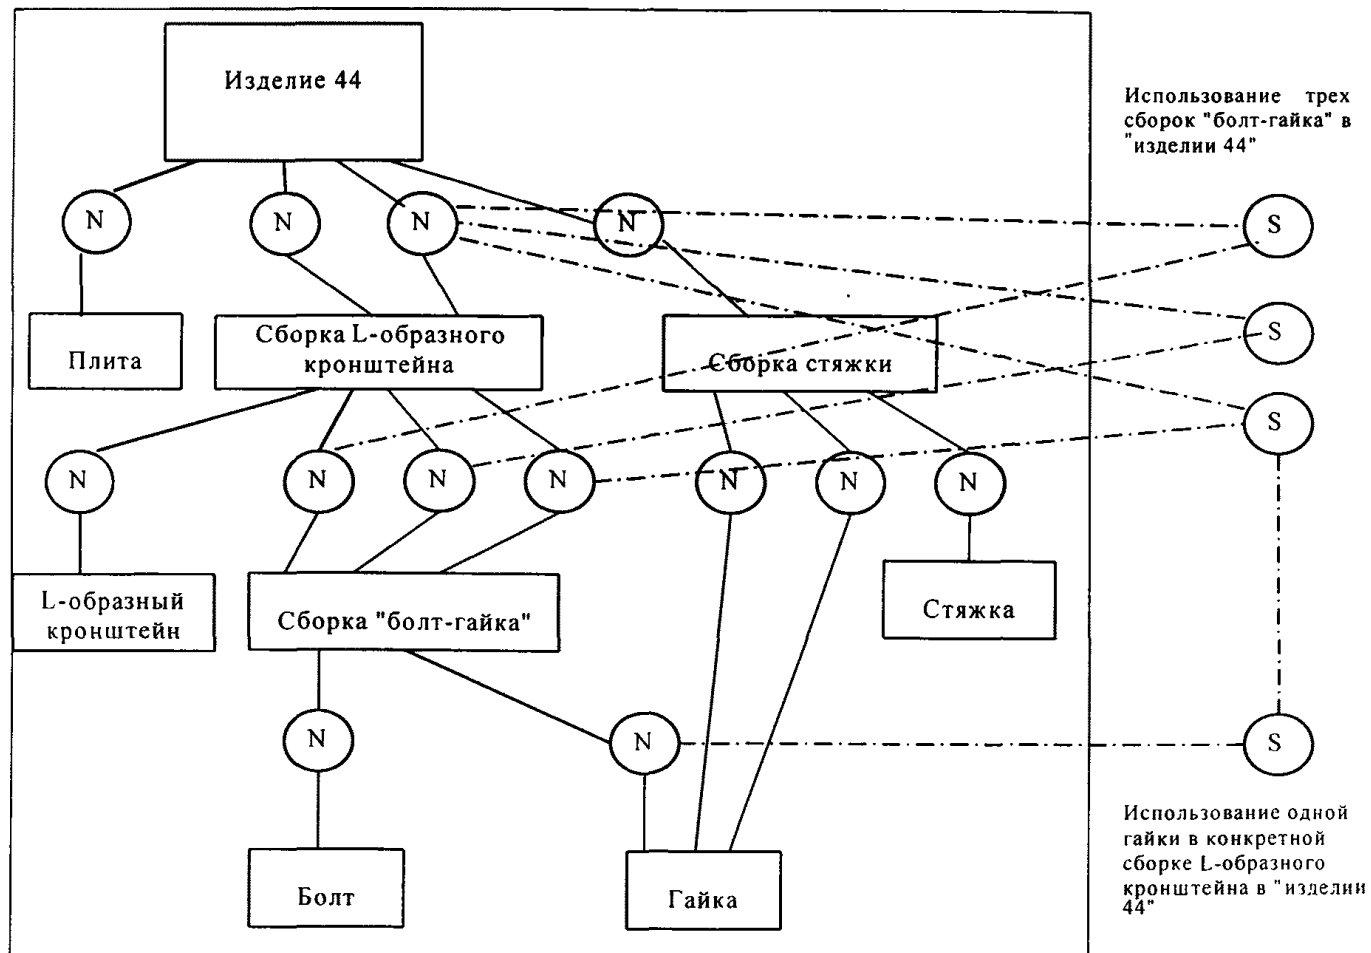 Изделие 44
Использование трех
сборок "болт-гайка" в
"изделии 44"
N
N
N
N
S
S
Плита
Сборка L-образного
кронштейна
Сборка стяжки
S
N
N
N
N
N
N
N
L-образный
кронштейн
Сборка "болт-гайка"
Стяжка
N
N
S
Использование одной
гайки в конкретной
сборке L-образного
кронштейна в "изделии
44"
Болт
Гайка